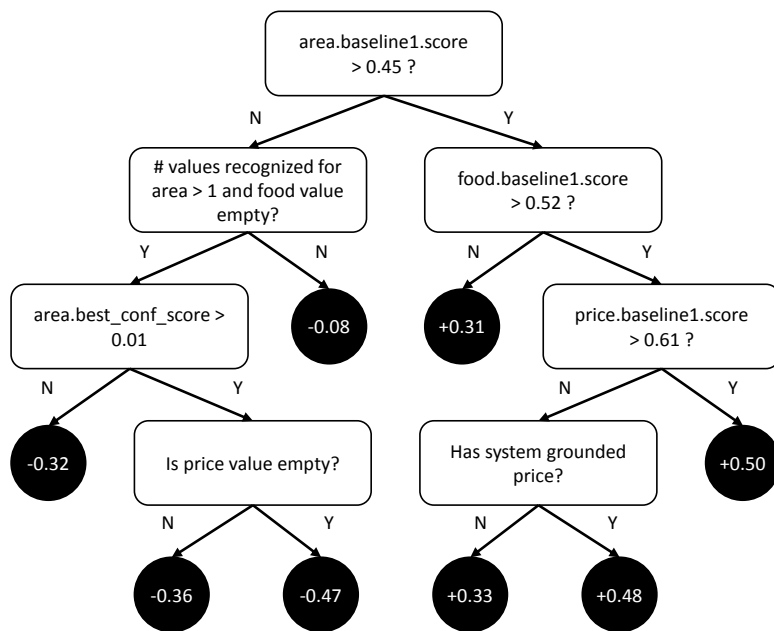 area.baseline1.score
> 0.45 ?
N
Y
# values recognized for
area > 1 and food value
empty?
food.baseline1.score
> 0.52 ?
Y
N
N
Y
area.best_conf_score >
0.01
-0.08
+0.31
price.baseline1.score
> 0.61 ?
N
Y
N
Y
-0.32
Is price value empty?
Has system grounded
price?
+0.50
N
Y
N
Y
-0.36
-0.47
+0.33
+0.48